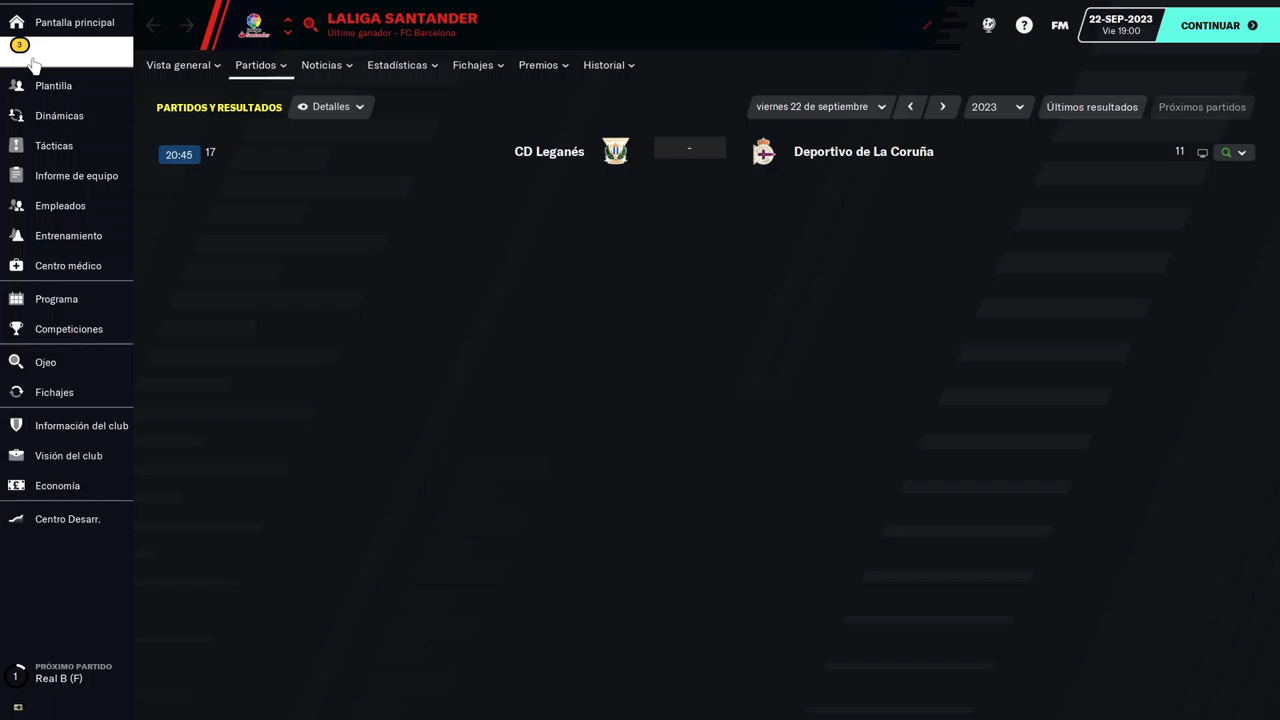 Pantalla principal
3
Plantilla
Dinámicas
Tácticas
Informe de equipo
Empleados
Entrenamiento
Centro médico
Programa
Competiciones
Ojeo
Fichajes
Información del club
Visión del club
Economía
Centro Desarr.
1
PRÓXIMO PARTIDO
Real B (F)
LALIGA SANTANDER
Último ganador - FC Barcelona
?
FM
22-SEP-2023
Vie 19:00
CONTINUAR
Vista general
Partidos
Noticias
Estadísticas
Fichajes
Premios
Historial
PARTIDOS Y RESULTADOS
Detalles
viernes 22 de septiembre
2023
Últimos resultados
Próximos partidos
20:45 17 CD Leganés - Deportivo de La Coruña 11